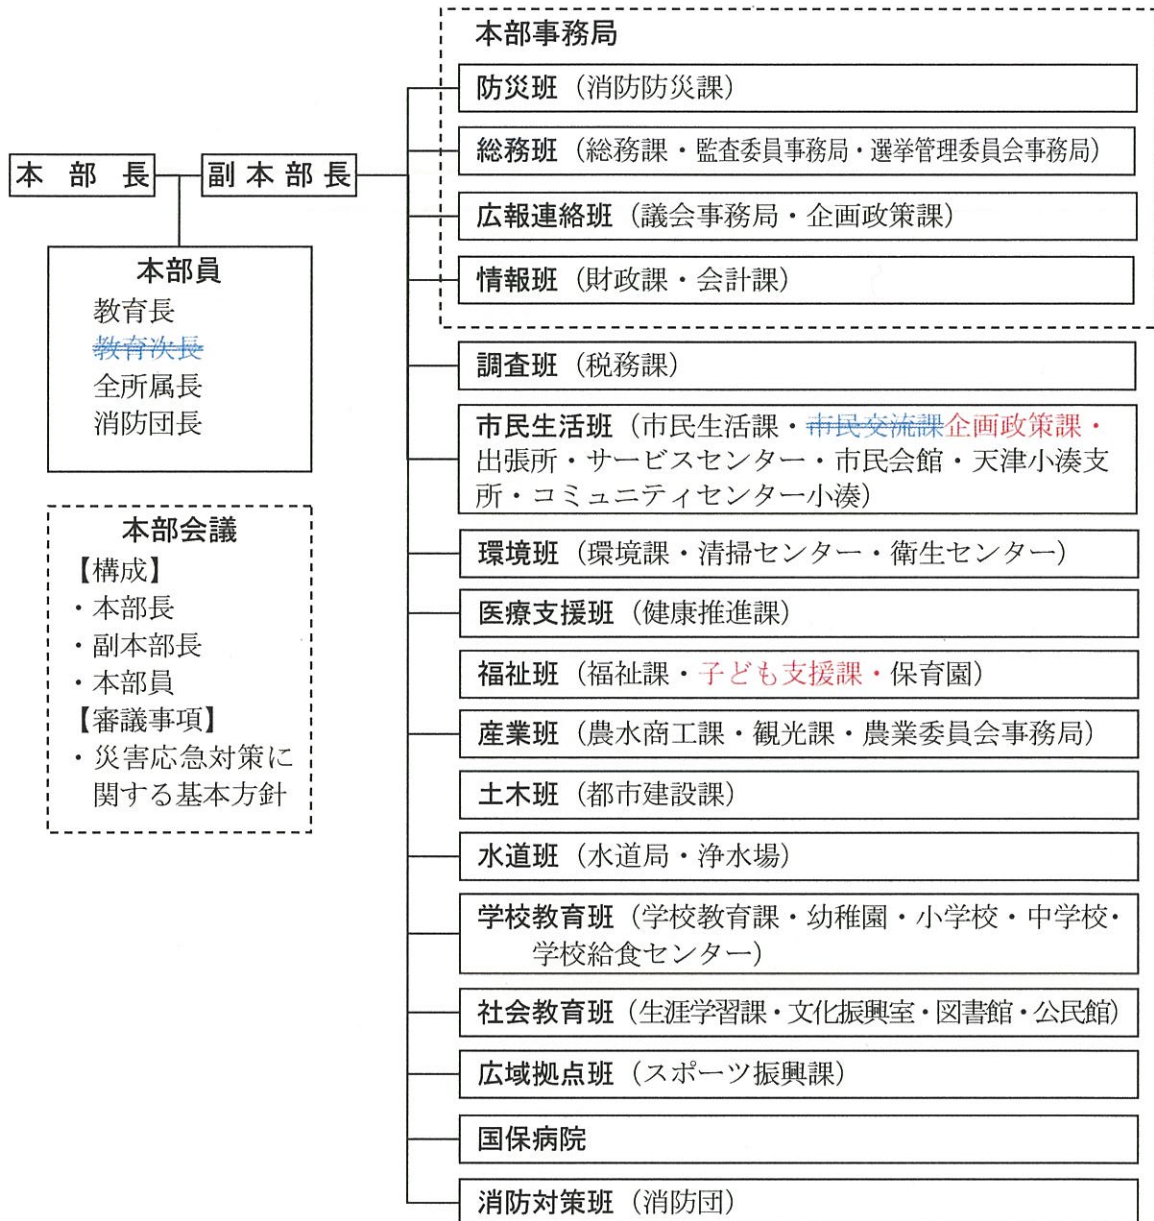 本部長
副本部長
本部員
教育長
教育次長
全所属長
消防団長
本部会議
【構成】
・本部長
・副本部長
・本部員
【審議事項】
・災害応急対策に
関する基本方針
本部事務局
防災班（消防防災課）
総務班（総務課・監査委員事務局・選挙管理委員会事務局）
広報連絡班（議会事務局・企画政策課）
情報班（財政課・会計課）
調査班（税務課）
市民生活班（市民生活課・市民交流課企画政策課・
出張所・サービスセンター・市民会館・天津小湊支
所・コミュニティセンター小湊）
環境班（環境課・清掃センター・衛生センター）
医療支援班（健康推進課）
福祉班（福祉課・子ども支援課・保育園）
産業班（農水商工課・観光課・農業委員会事務局）
土木班（都市建設課）
水道班（水道局・浄水場）
学校教育班（学校教育課・幼稚園・小学校・中学校・
学校給食センター）
社会教育班（生涯学習課・文化振興室・図書館・公民館）
広域拠点班（スポーツ振興課）
国保病院
消防対策班（消防団）